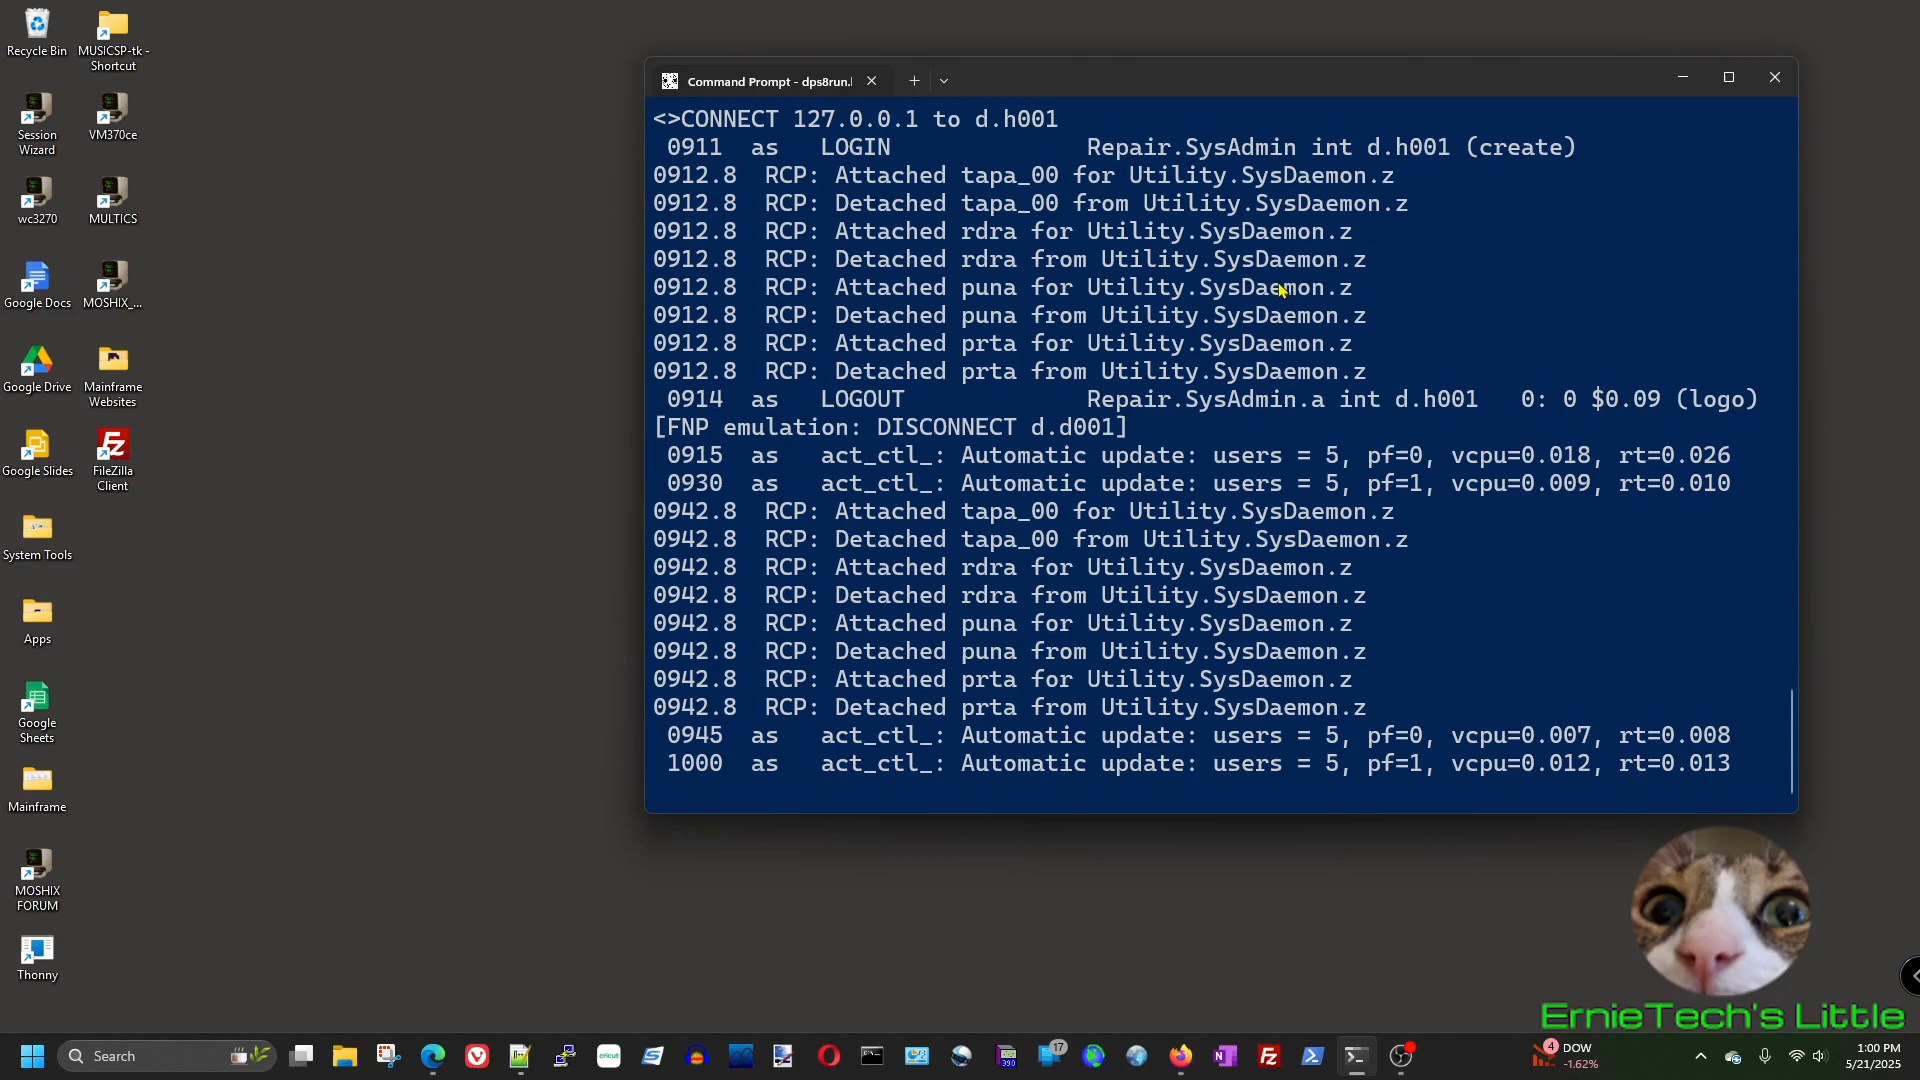 Recycle Bin
MUSICSP-tk -
Shortcut
Session
Wizard
VM370ce
wc3270
MULTICS
Google Docs
MOSHIX_...
Google Drive
Mainframe
Websites
Google Slides
FileZilla
Client
System Tools
Apps
Google
Sheets
Mainframe
MOSHIX
FORUM
Thonny
Command Prompt - dps8run.
<>CONNECT 127.0.0.1 to d.h001
0911 as LOGIN Repair.SysAdmin int d.h001 (create)
0912.8 RCP: Attached tapa_00 for Utility.SysDaemon.z
0912.8 RCP: Detached tapa_00 from Utility.SysDaemon.z
0912.8 RCP: Attached rdra for Utility.SysDaemon.z
0912.8 RCP: Detached rdra from Utility.SysDaemon.z
0912.8 RCP: Attached puna for Utility.SysDaemon.z
0912.8 RCP: Detached puna from Utility.SysDaemon.z
0912.8 RCP: Attached prta for Utility.SysDaemon.z
0912.8 RCP: Detached prta from Utility.SysDaemon.z
0914 as LOGOUT Repair.SysAdmin.a int d.h001 0: 0 $0.09 (logo)
[FNP emulation: DISCONNECT d.d001]
0915 as act_ctl_: Automatic update: users = 5, pf=0, vcpu=0.018, rt=0.026
0930 as act_ctl_: Automatic update: users = 5, pf=1, vcpu=0.009, rt=0.010
0942.8 RCP: Attached tapa_00 for Utility.SysDaemon.z
0942.8 RCP: Detached tapa_00 from Utility.SysDaemon.z
0942.8 RCP: Attached rdra for Utility.SysDaemon.z
0942.8 RCP: Detached rdra from Utility.SysDaemon.z
0942.8 RCP: Attached puna for Utility.SysDaemon.z
0942.8 RCP: Detached puna from Utility.SysDaemon.z
0942.8 RCP: Attached prta for Utility.SysDaemon.z
0942.8 RCP: Detached prta from Utility.SysDaemon.z
0945 as act_ctl_: Automatic update: users = 5, pf=0, vcpu=0.007, rt=0.008
1000 as act_ctl_: Automatic update: users = 5, pf=1, vcpu=0.012, rt=0.013
ErnieTech's Little
Search
cricut
390
17
4
DOW
-1.62%
1:00 PM
5/21/2025